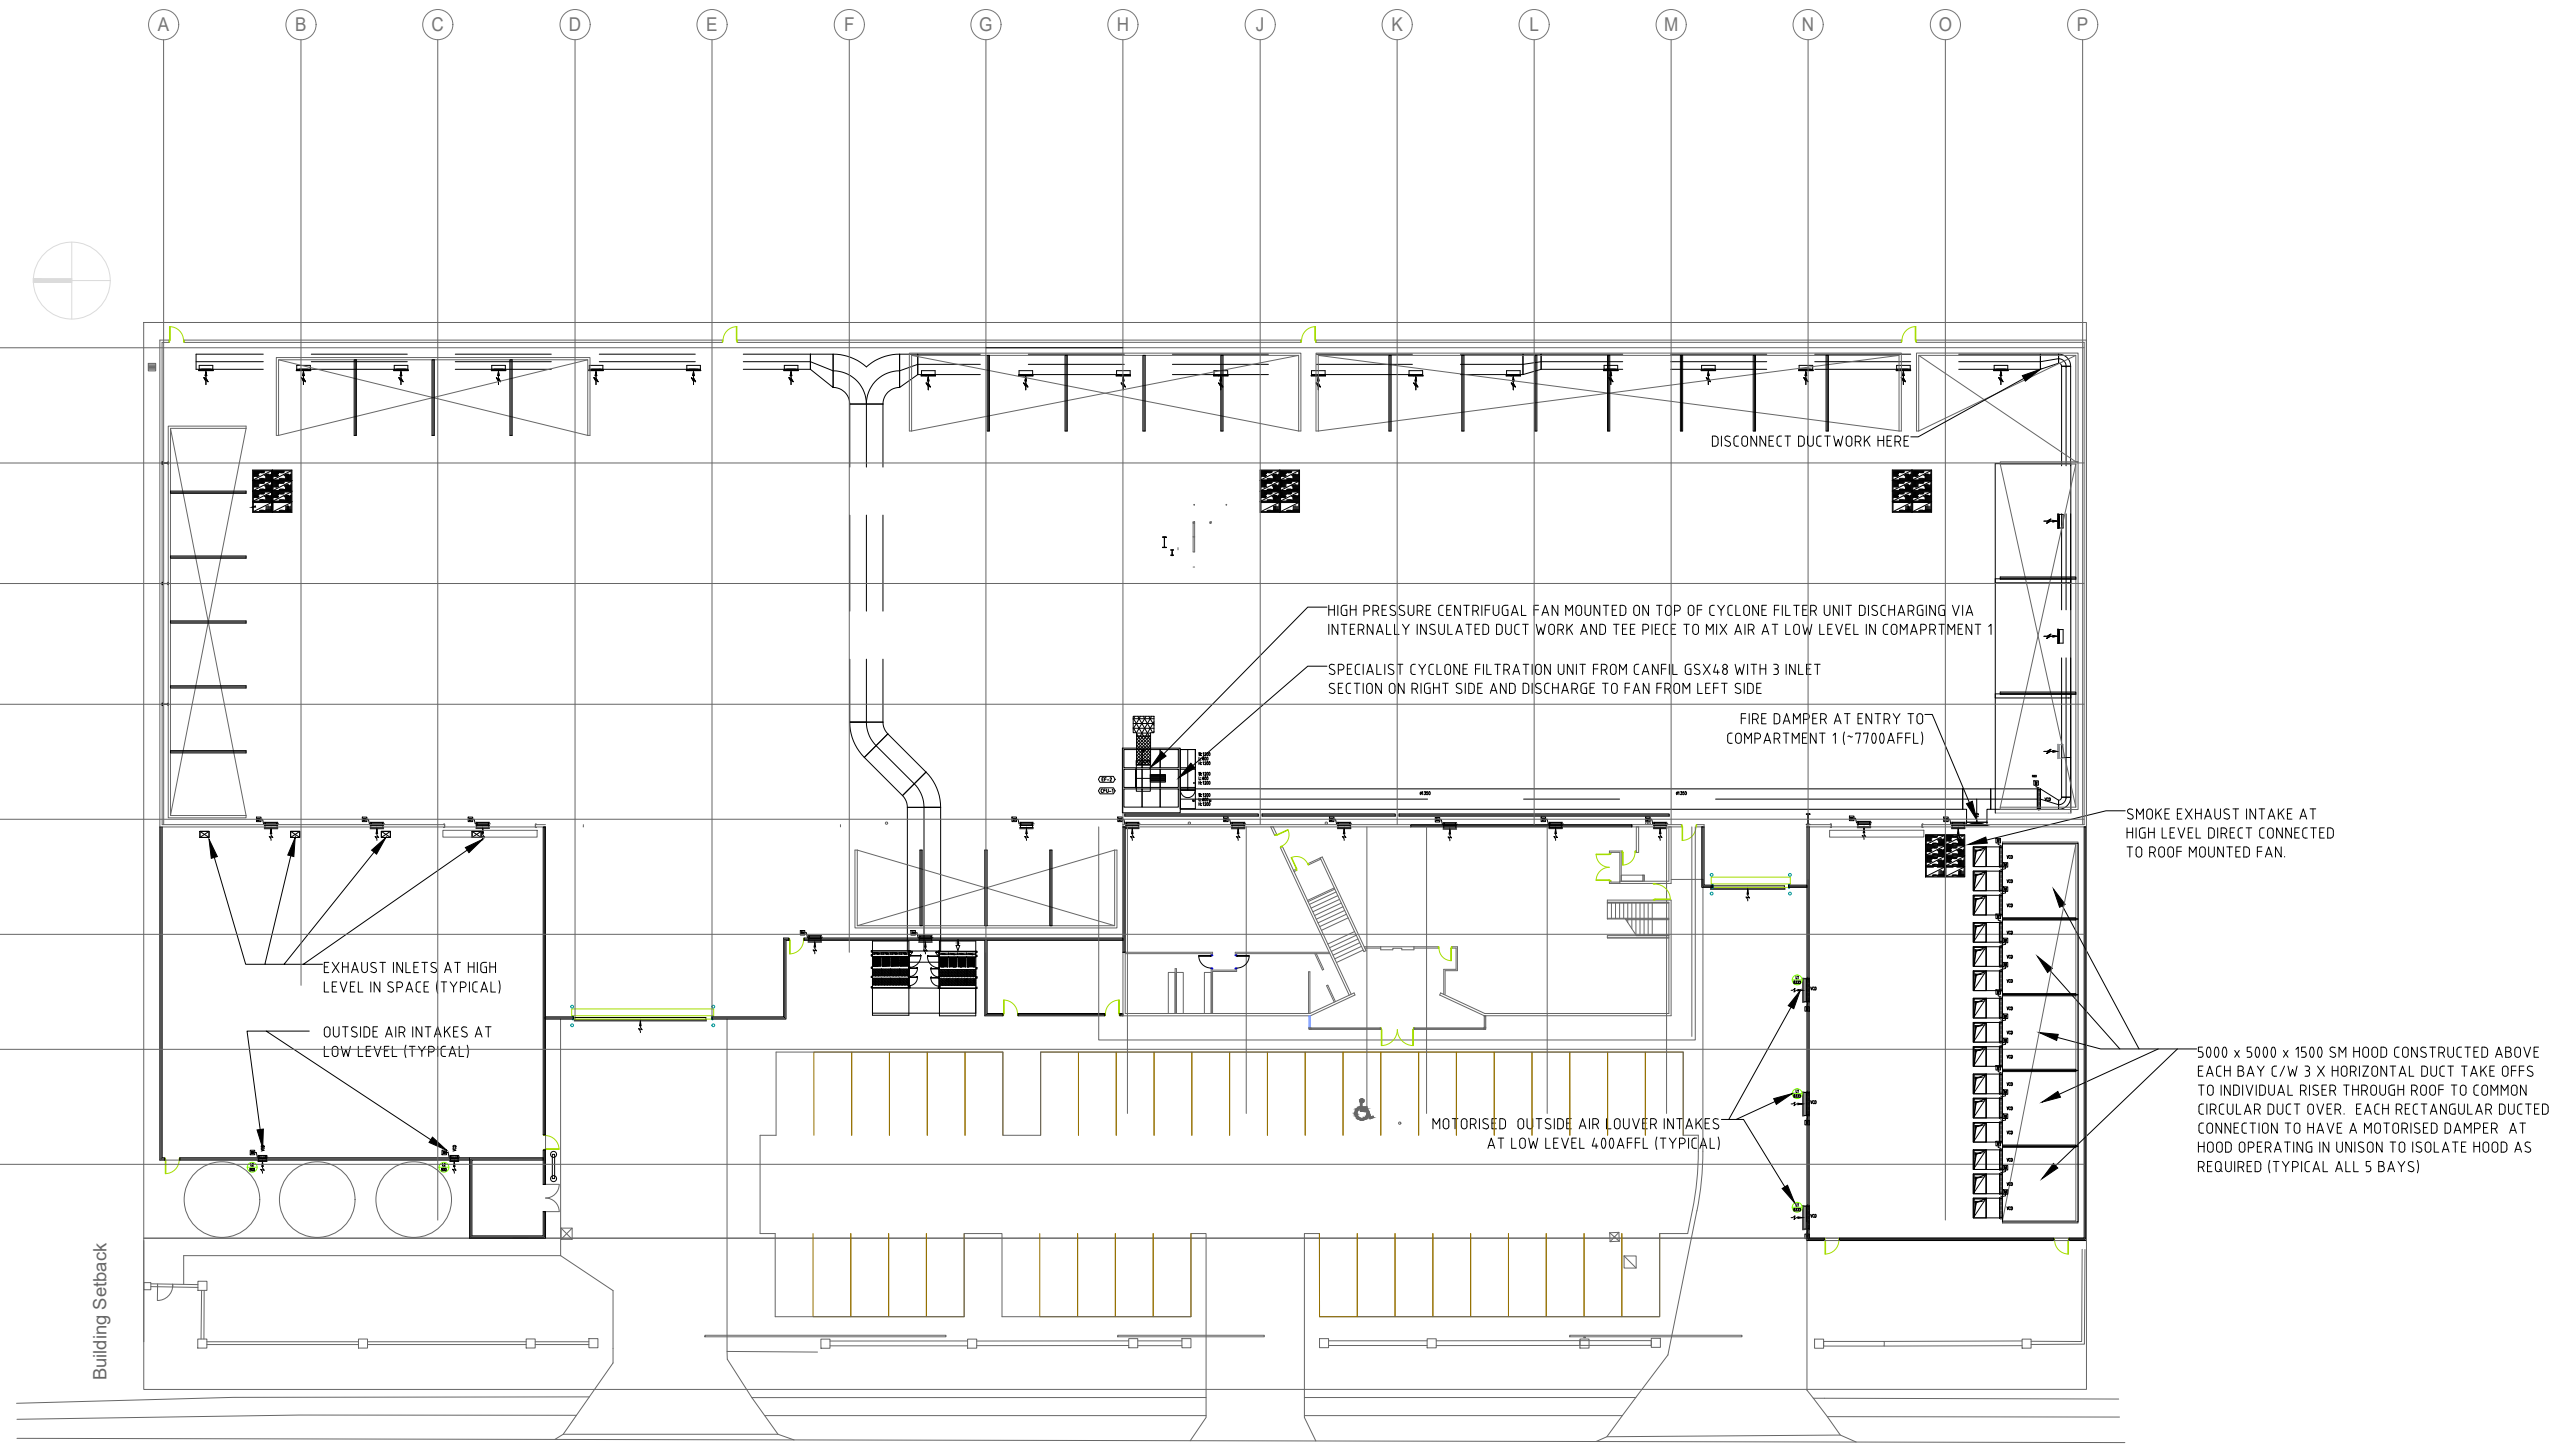 A B C D E F G H J K L M N O P
DISCONNECT DUCTWORK HERE
HIGH PRESSURE CENTRIFUGAL FAN MOUNTED ON TOP OF CYCLONE FILTER UNIT DISCHARGING VIA
INTERNALLY INSULATED DUCT WORK AND TEE PIECE TO MIX AIR AT LOW LEVEL IN COMAPRTMENT 1
SPECIALIST CYCLONE FILTRATION UNIT FROM CANFIL GSX48 WITH 3 INLET
SECTION ON RIGHT SIDE AND DISCHARGE TO FAN FROM LEFT SIDE
FIRE DAMPER AT ENTRY TO
COMPARTMENT 1 (~7700AFFL)
SMOKE EXHAUST INTAKE AT
HIGH LEVEL DIRECT CONNECTED
TO ROOF MOUNTED FAN.
EXHAUST INLETS AT HIGH
LEVEL IN SPACE (TYPICAL)
OUTSIDE AIR INTAKES AT
LOW LEVEL (TYPICAL)
5000 x 5000 x 1500 SM HOOD CONSTRUCTED ABOVE
EACH BAY C/W 3 X HORIZONTAL DUCT TAKE OFFS
TO INDIVIDUAL RISER THROUGH ROOF TO COMMON
CIRCULAR DUCT OVER. EACH RECTANGULAR DUCTED
CONNECTION TO HAVE A MOTORISED DAMPER AT
HOOD OPERATING IN UNISON TO ISOLATE HOOD AS
REQUIRED (TYPICAL ALL 5 BAYS)
MOTORISED OUTSIDE AIR LOUVER INTAKES
AT LOW LEVEL 400AFFL (TYPICAL)
Building Setback